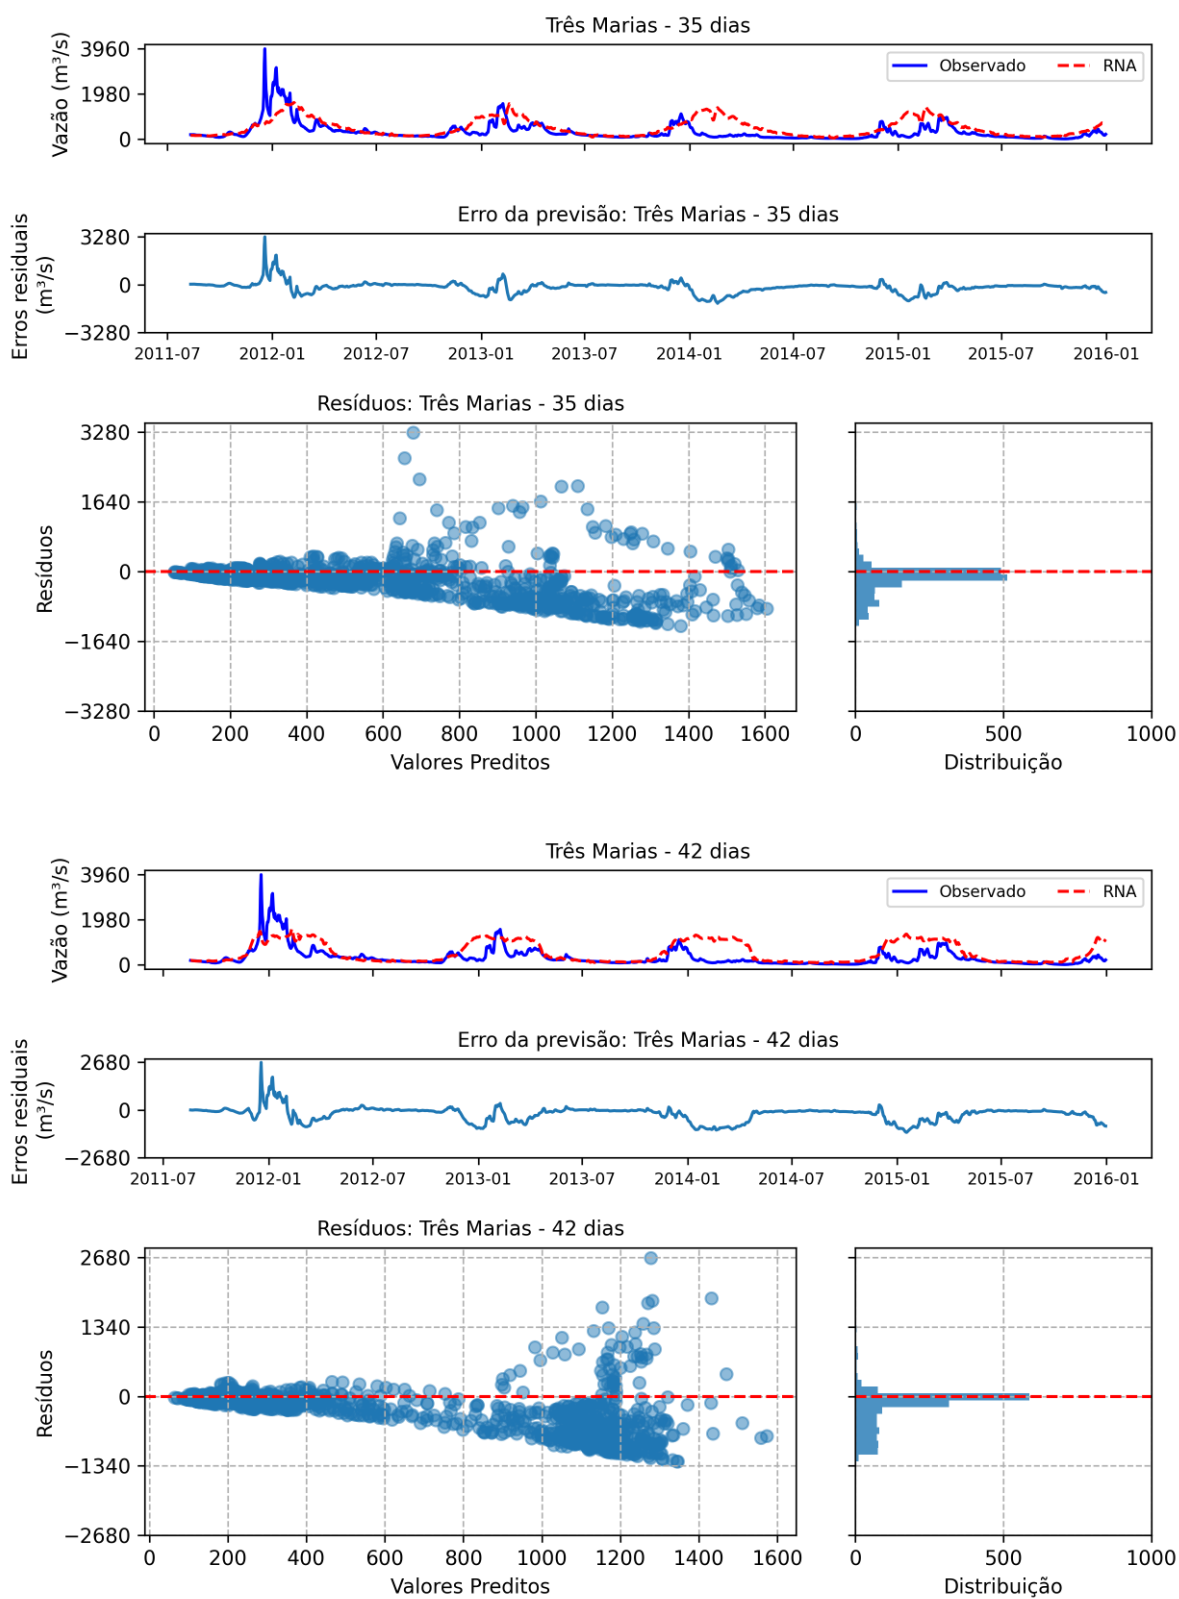 Três Marias - 35 dias
Vazão (m³/s)
3960
1980
0
Observado
RNA
Erro da previsão: Três Marias - 35 dias
Erros residuais
(m³/s)
3280
0
−3280
2011-07 2012-01 2012-07 2013-01 2013-07 2014-01 2014-07 2015-01 2015-07 2016-01
Resíduos: Três Marias - 35 dias
Resíduos
3280
1640
0
−1640
−3280
0 200 400 600 800 1000 1200 1400 1600
Valores Preditos
0 500 1000
Distribuição
Três Marias - 42 dias
Vazão (m³/s)
3960
1980
0
Observado
RNA
Erro da previsão: Três Marias - 42 dias
Erros residuais
(m³/s)
2680
0
−2680
2011-07 2012-01 2012-07 2013-01 2013-07 2014-01 2014-07 2015-01 2015-07 2016-01
Resíduos: Três Marias - 42 dias
Resíduos
2680
1340
0
−1340
−2680
0 200 400 600 800 1000 1200 1400 1600
Valores Preditos
0 500 1000
Distribuição